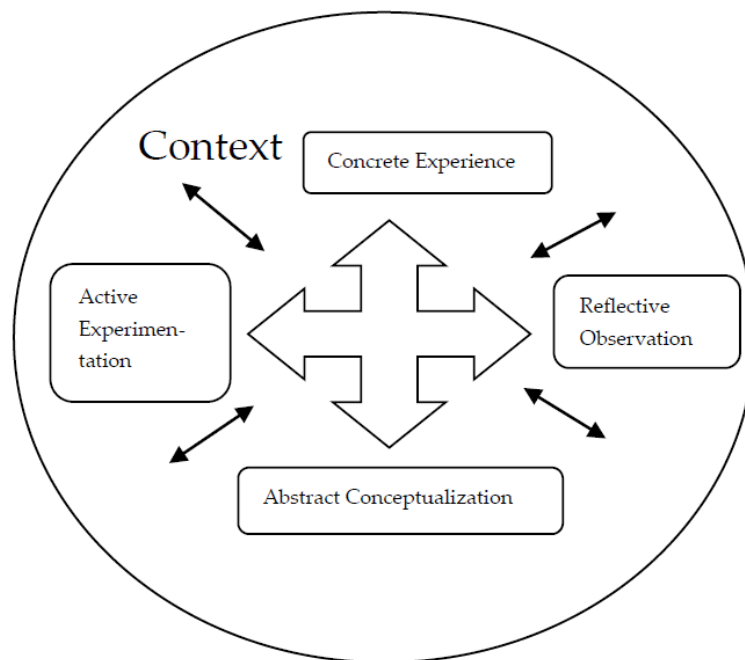 Context
Concrete Experience
Active
Experimen-
tation
Reflective
Observation
Abstract Conceptualization